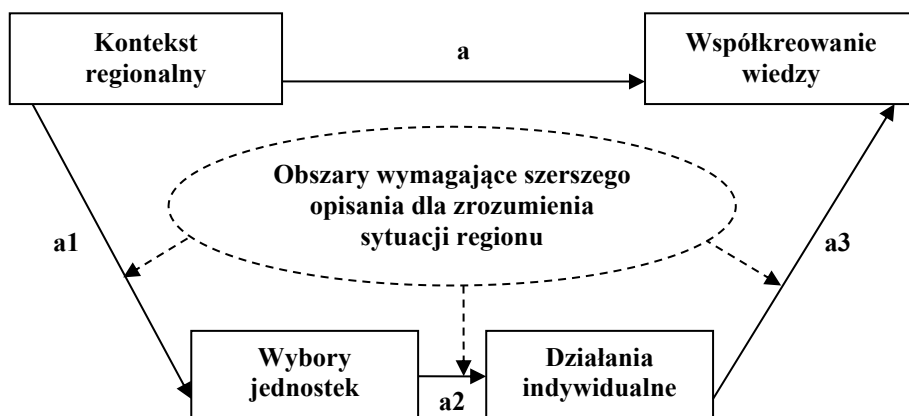 Kontekst
regionalny
a
Współkreowanie
wiedzy
Obszary wymagające szerszego
opisania dla zrozumienia
sytuacji regionu
a1
a3
Wybory
jednostek
a2
Działania
indywidualne